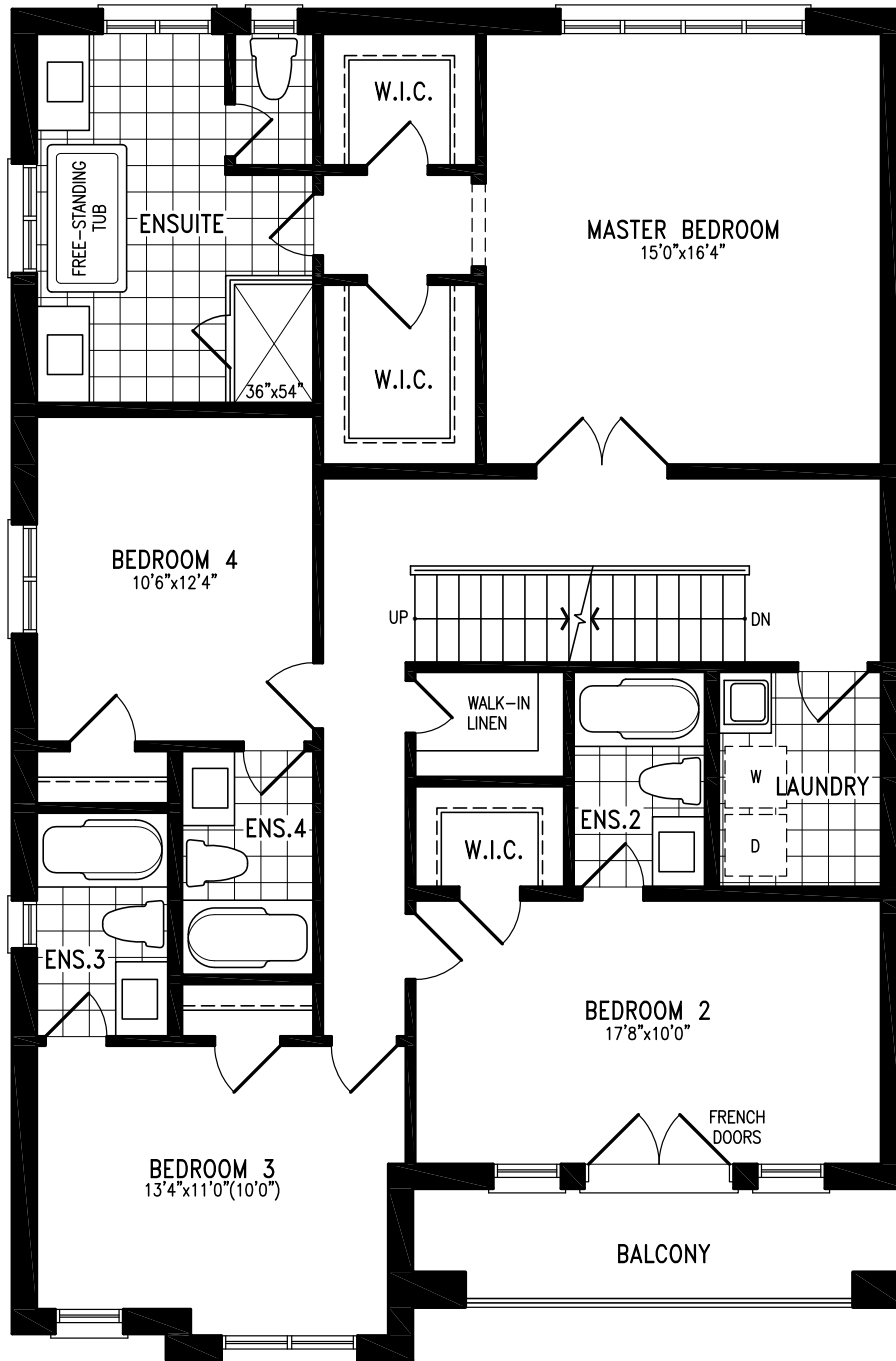 W.I.C.
FREE-STANDING
TUB
ENSUITE
MASTER BEDROOM
15'0"x16'4"
W.I.C.
36"x54"
BEDROOM 4
10'6"x12'4"
UP
DN
WALK-IN
LINEN
W
LAUNDRY
D
ENS.4
ENS.2
W.I.C.
ENS.3
BEDROOM 2
17'8"x10'0"
FRENCH
DOORS
BEDROOM 3
13'4"x11'0"(10'0")
BALCONY